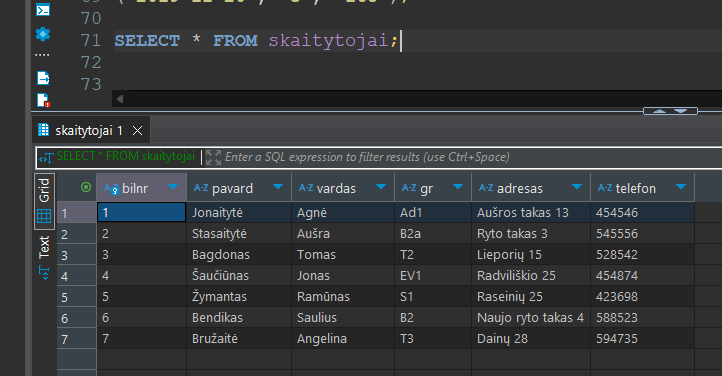 70
71 SELECT * FROM skaitytojai;
72
73
skaitytojai 1
SELECT * FROM skaitytojai Enter a SQL expression to filter results (use Ctrl+Space)
Grid
Text
A-Z bilnr A-Z pavard A-Z vardas A-Z gr A-Z adresas A-Z telefon
1 1 Jonaitytė Agnė Ad1 Aušros takas 13 454546
2 2 Stasaitytė Aušra B2a Ryto takas 3 545556
3 3 Bagdonas Tomas T2 Lieporių 15 528542
4 4 Šaučiūnas Jonas EV1 Radviliškio 25 454874
5 5 Žymantas Ramūnas S1 Raseinių 25 423698
6 6 Bendikas Saulius B2 Naujo ryto takas 4 588523
7 7 Bružaitė Angelina T3 Dainų 28 594735